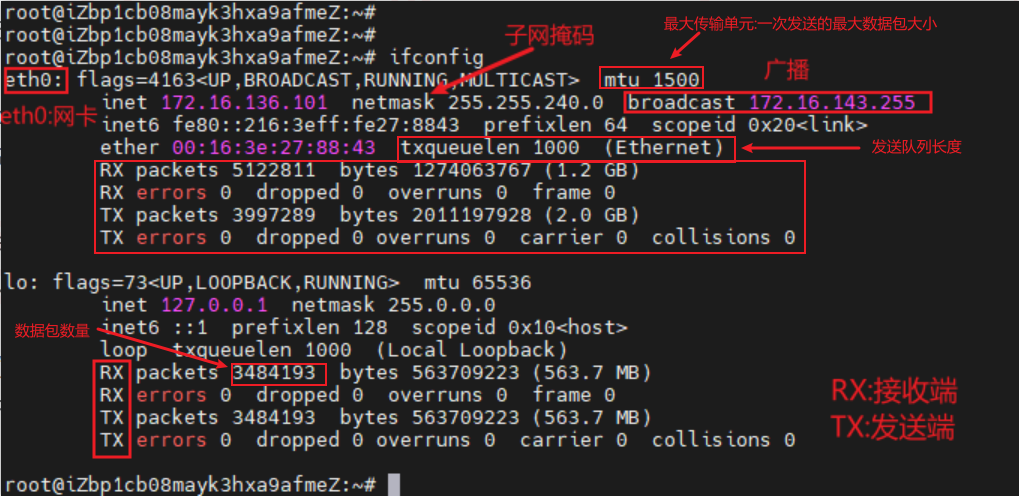 root@iZbp1cb08mayk3hxa9afmeZ:~#
root@iZbp1cb08mayk3hxa9afmeZ:~#
最大传输单元:一次发送的最大数据包大小
子网掩码
root@iZbp1cb08mayk3hxa9afmeZ:~# ifconfig
广播
eth0: flags=4163<UP,BROADCAST,RUNNING,MULTICAST>  mtu 1500
inet 172.16.136.101  netmask 255.255.240.0  broadcast 172.16.143.255
eth0:网卡
inet6 fe80::216:3eff:fe27:8843  prefixlen 64  scopeid 0x20<link>
ether 00:16:3e:27:88:43  txqueuelen 1000  (Ethernet)
发送队列长度
RX packets 5122811  bytes 1274063767 (1.2 GB)
RX errors 0  dropped 0  overruns 0  frame 0
TX packets 3997289  bytes 2011197928 (2.0 GB)
TX errors 0  dropped 0 overruns 0  carrier 0  collisions 0
lo: flags=73<UP,LOOPBACK,RUNNING>  mtu 65536
inet 127.0.0.1  netmask 255.0.0.0
数据包数量
inet6 ::1  prefixlen 128  scopeid 0x10<host>
loop  txqueuelen 1000  (Local Loopback)
RX packets 3484193  bytes 563709223 (563.7 MB)
RX errors 0  dropped 0  overruns 0  frame 0
TX packets 3484193  bytes 563709223 (563.7 MB)
TX errors 0  dropped 0 overruns 0  carrier 0  collisions 0
RX:接收端
TX:发送端
root@iZbp1cb08mayk3hxa9afmeZ:~#